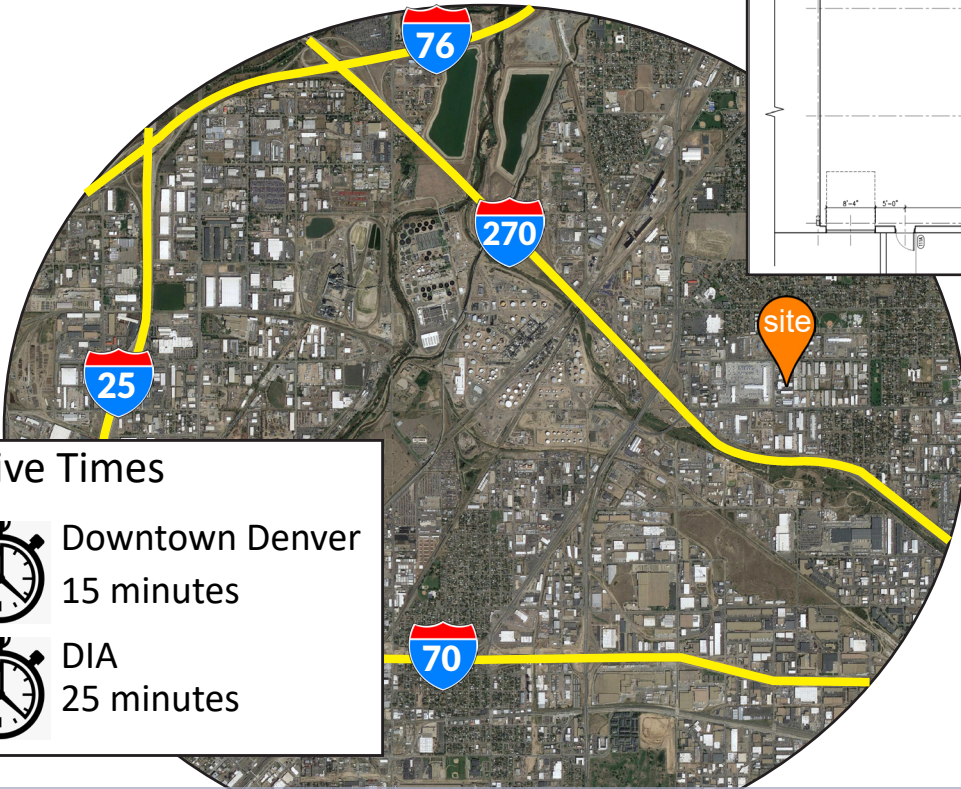 76
8'-4"
5'-0"
270
site
25
ive Times
Downtown Denver
15 minutes
DIA
25 minutes
70